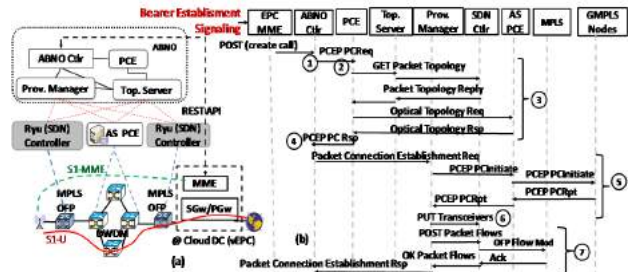 Bearer Establishment
Signaling
EPC
MME
ABNO
Ctlr
PCE
Top.
Server
Prov.
Manager
SDN
Ctlr
AS
PCE
MPLS
GMPLS
Nodes
ABNO
ABNO Ctlr
PCE
Prov. Manager
Top. Server
REST API
Ryu (SDN)
Controller
AS PCE
Ryu (SDN)
Controller
S1-MME
MPLS
OFP
MPLS
OFP
DWDM
MME
SGw/PGw
S1-U
(a)
@ Cloud DC (vEPC)
(b)
POST (create call)
PCEP PCReq
1
2
GET Packet Topology
Packet Topology Reply
3
Optical Topology Req
Optical Topology Rsp
4
PCEP PC Rsp
Packet Connection Establishment Req
PCEP PCInitiate
PCEP PCInitiate
PCEP PCRpt
PCEP PCRpt
5
PUT Transceivers
6
POST Packet Flows
OFP Flow Mod
7
OK Packet Flows
Ack
Packet Connection Establishment Rsp